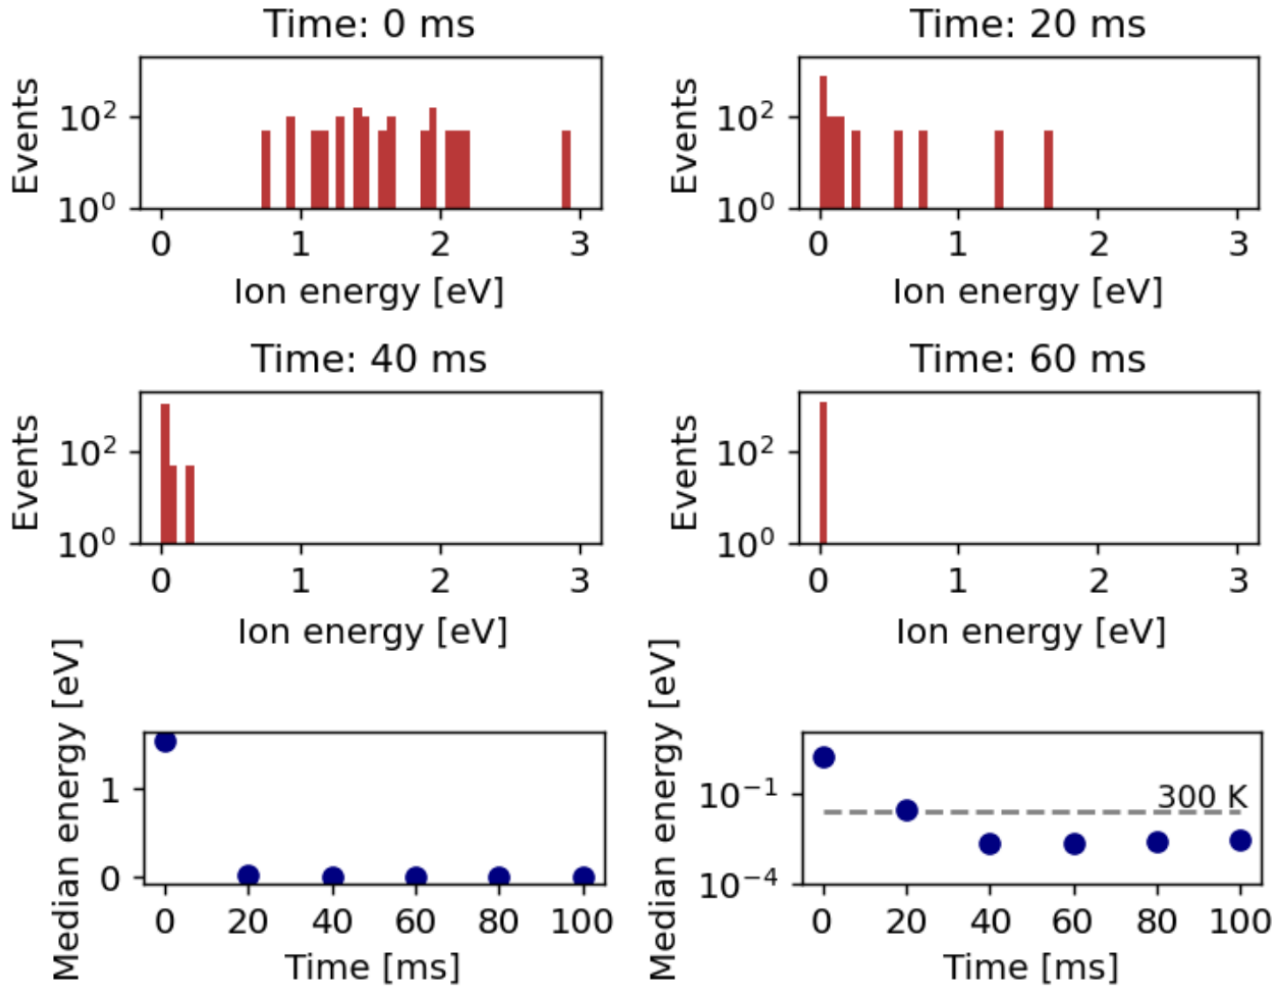 Time: 0 ms
Events
10²
10⁰
0 1 2 3
Ion energy [eV]
Time: 20 ms
Events
10²
10⁰
0 1 2 3
Ion energy [eV]
Time: 40 ms
Events
10²
10⁰
0 1 2 3
Ion energy [eV]
Time: 60 ms
Events
10²
10⁰
0 1 2 3
Ion energy [eV]
Median energy [eV]
1
0
0 20 40 60 80 100
Time [ms]
Median energy [eV]
10⁻¹
10⁻⁴
300 K
0 20 40 60 80 100
Time [ms]